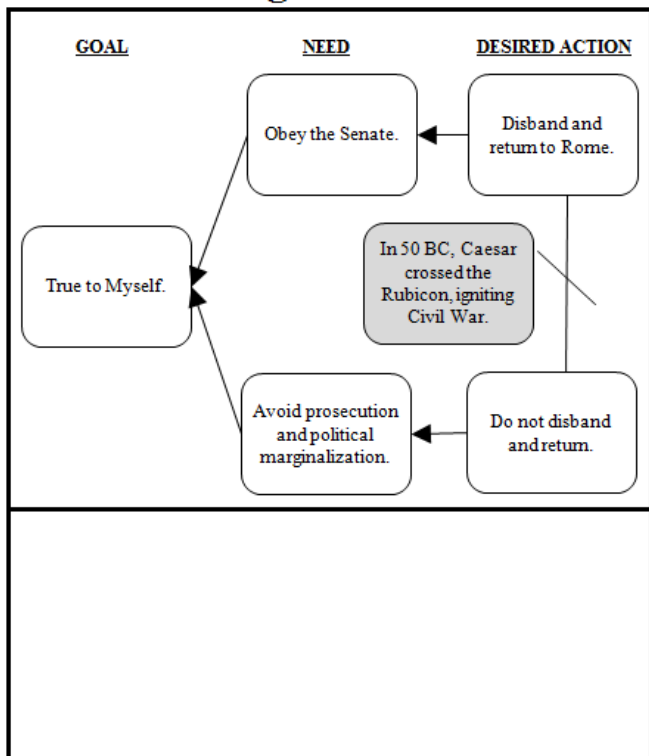 GOAL NEED DESIRED ACTION
Obey the Senate.
Disband and
return to Rome.
True to Myself.
In 50 BC, Caesar
crossed the
Rubicon, igniting
Civil War.
Avoid prosecution
and political
marginalization.
Do not disband
and return.